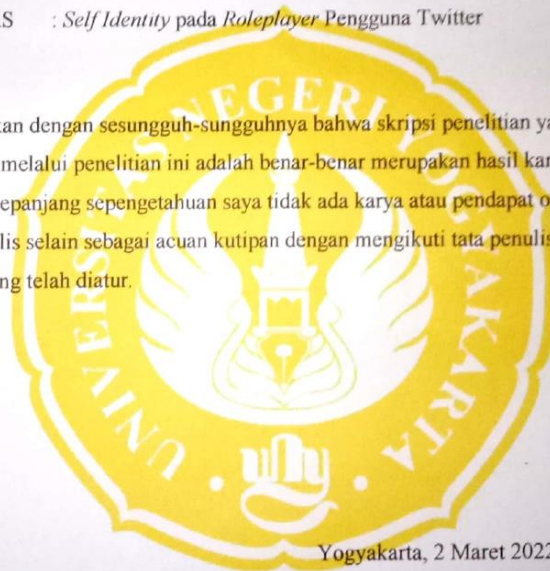 S : Self Identity pada Roleplayer Pengguna Twitter
an dengan sesungguh-sungguhnya bahwa skripsi penelitian ya
melalui penelitian ini adalah benar-benar merupakan hasil kar
epanjang sepengetahuan saya tidak ada karya atau pendapat o
lis selain sebagai acuan kutipan dengan mengikuti tata penulis
ng telah diatur.
UNIVERSITAS NEGERI YOGYAKARTA
uny
Yogyakarta, 2 Maret 2022